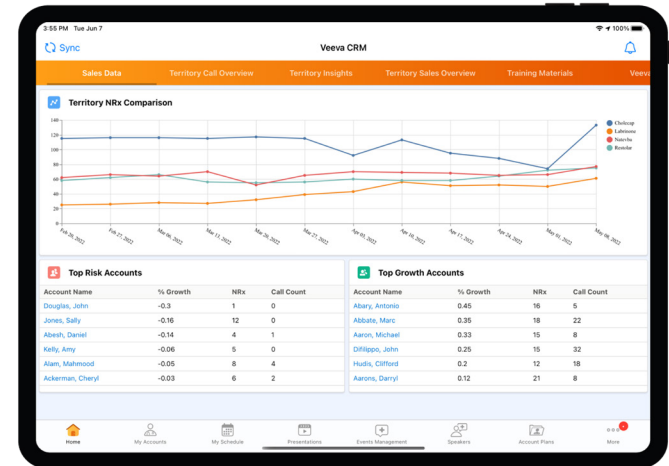 3:55 PM Tue Jun 7
100%
Sync
Veeva CRM
Sales Data Territory Call Overview Territory Insights Territory Sales Overview Training Materials Veeva
Territory NRx Comparison
140
120
100
80
60
40
20
0
Cholecap
Labrinone
Nutriva
Restolar
Feb 20, 2022 Feb 27, 2022 Mar 06, 2022 Mar 13, 2022 Mar 20, 2022 Mar 27, 2022 Apr 03, 2022 Apr 10, 2022 Apr 17, 2022 Apr 24, 2022 May 01, 2022 May 08, 2022
Top Risk Accounts
Account Name % Growth NRx Call Count
Douglas, John -0.3 1 0
Jones, Sally -0.16 12 0
Abesh, Daniel -0.14 4 1
Kelly, Amy -0.06 5 0
Alam, Mahmood -0.05 8 4
Ackerman, Cheryl -0.03 6 2
Top Growth Accounts
Account Name % Growth NRx Call Count
Abary, Antonio 0.45 16 5
Abbate, Marc 0.35 18 22
Aaron, Michael 0.33 15 8
Difilippo, John 0.25 15 32
Hudis, Clifford 0.2 12 18
Aarons, Darryl 0.12 21 8
Home My Accounts My Schedule Presentations Events Management Speakers Account Plans More